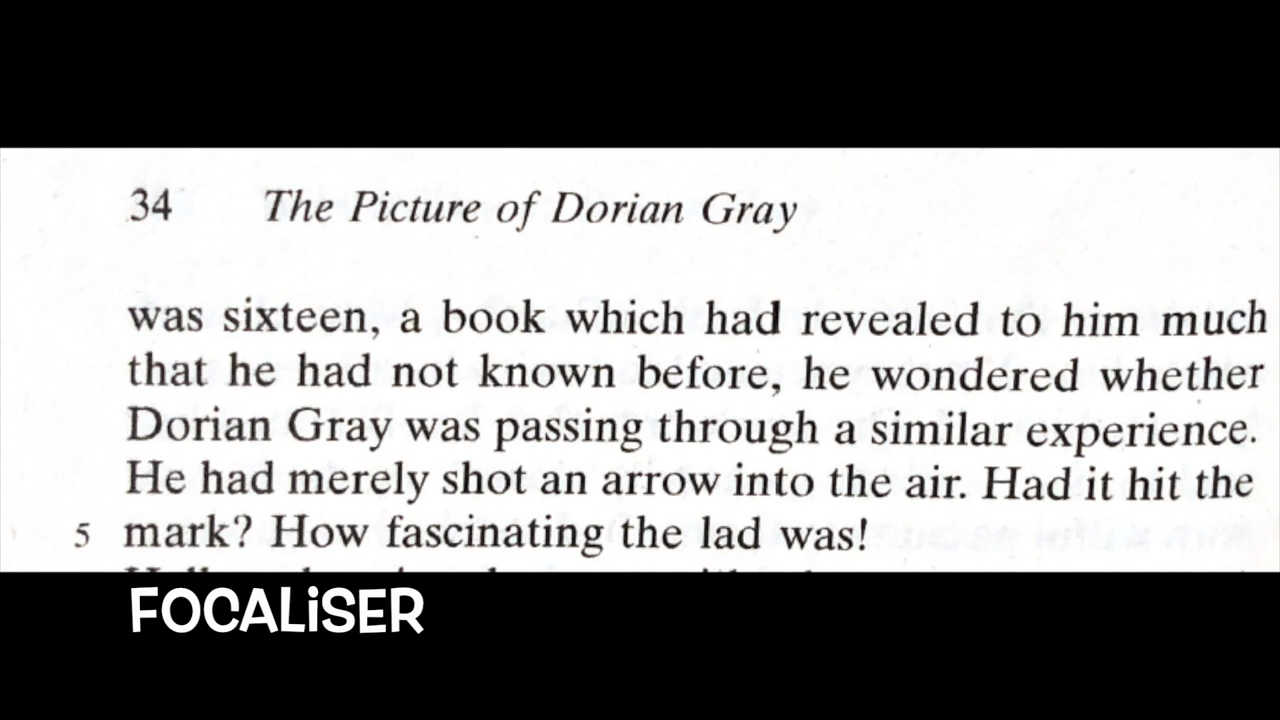 34 The Picture of Dorian Gray
was sixteen, a book which had revealed to him much
that he had not known before, he wondered whether
Dorian Gray was passing through a similar experience.
He had merely shot an arrow into the air. Had it hit the
5 mark? How fascinating the lad was!
FOCALiSER